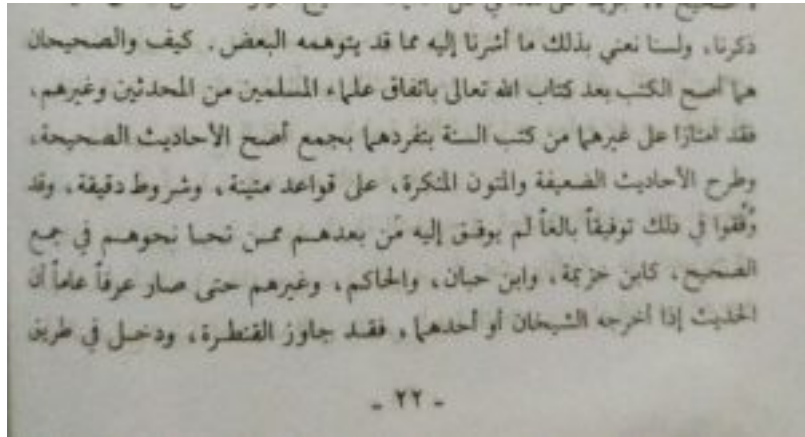 ذكرنا، ولسنا نعني بذلك ما أشرنا إليه مما قد يتوهمه البعض. كيف والصحيحان
هما أصح الكتب بعد كتاب الله تعالى باتفاق علماء المسلمين من المحدثين وغيرهم،
فقد امتازا على غيرهما من كتب السنة بتفردهما بجمع أصح الأحاديث الصحيحة،
وطرح الأحاديث الضعيفة والمتون المنكرة، على قواعد متينة، وشروط دقيقة، وقد
وُفِّقوا في ذلك توفيقاً بالغاً لم يوفق إليه مَن بعدهم ممن نحا نحوهم في جمع
الصحيح، كابن خزيمة، وابن حبان، والحاكم، وغيرهم حتى صار عرفاً عاماً أن
الحديث إذا أخرجه الشيخان أو أحدهما، فقد جاوز القنطرة، ودخل في طريق
- ٢٢ -